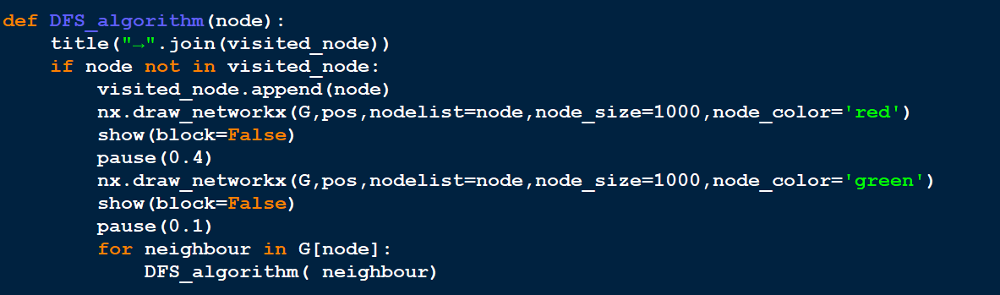 def DFS_algorithm(node):
    title("→".join(visited_node))
    if node not in visited_node:
        visited_node.append(node)
        nx.draw_networkx(G,pos,nodelist=node,node_size=1000,node_color='red')
        show(block=False)
        pause(0.4)
        nx.draw_networkx(G,pos,nodelist=node,node_size=1000,node_color='green')
        show(block=False)
        pause(0.1)
        for neighbour in G[node]:
            DFS_algorithm( neighbour)